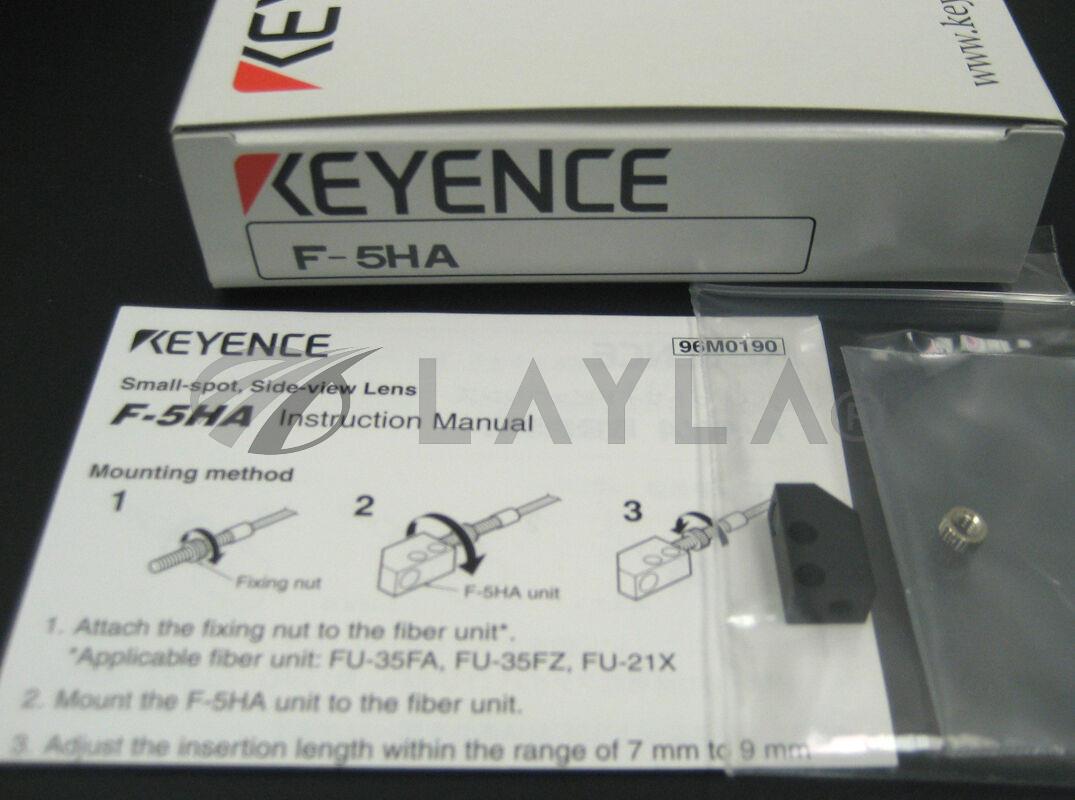 KEYENCE
www.key
KEYENCE
F-5HA
KEYENCE
96M0190
Small-spot, Side-view Lens
F-5HA Instruction Manual
LAYLA®
Mounting method
1
2
3
Fixing nut
F-5HA unit
1. Attach the fixing nut to the fiber unit*.
*Applicable fiber unit: FU-35FA, FU-35FZ, FU-21X
2. Mount the F-5HA unit to the fiber unit.
3. Adjust the insertion length within the range of 7 mm to 9 mm